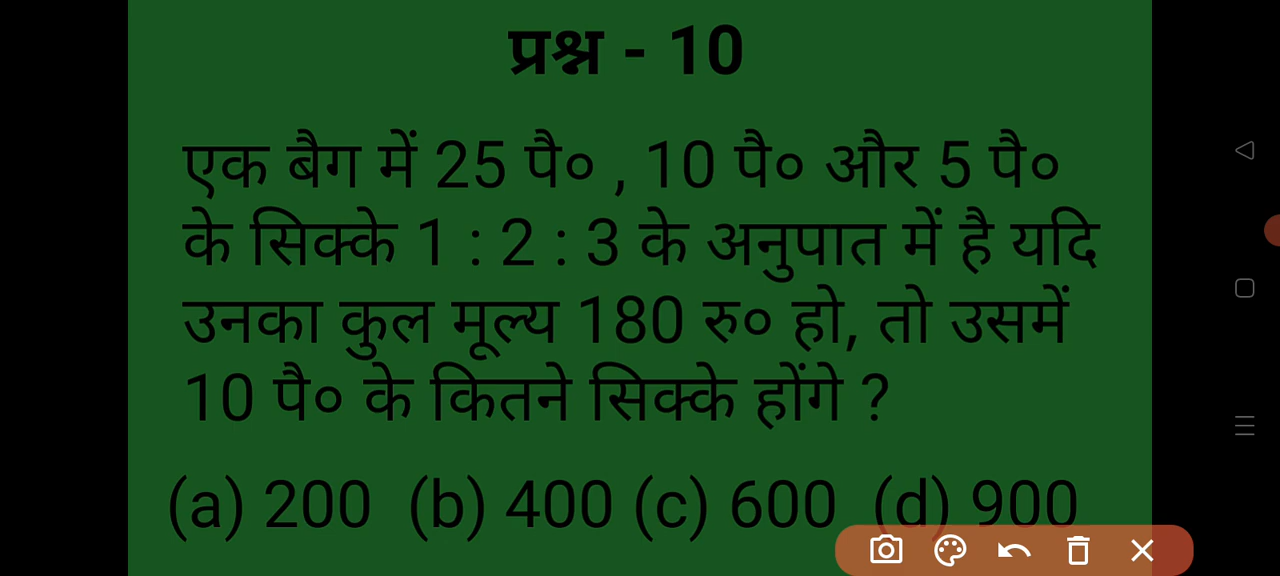 प्रश्न - 10
एक बैग में 25 पै० , 10 पै० और 5 पै०
के सिक्के 1 : 2 : 3 के अनुपात में है यदि
उनका कुल मूल्य 180 रु० हो, तो उसमें
10 पै० के कितने सिक्के होंगे ?
(a) 200 (b) 400 (c) 600 (d) 900